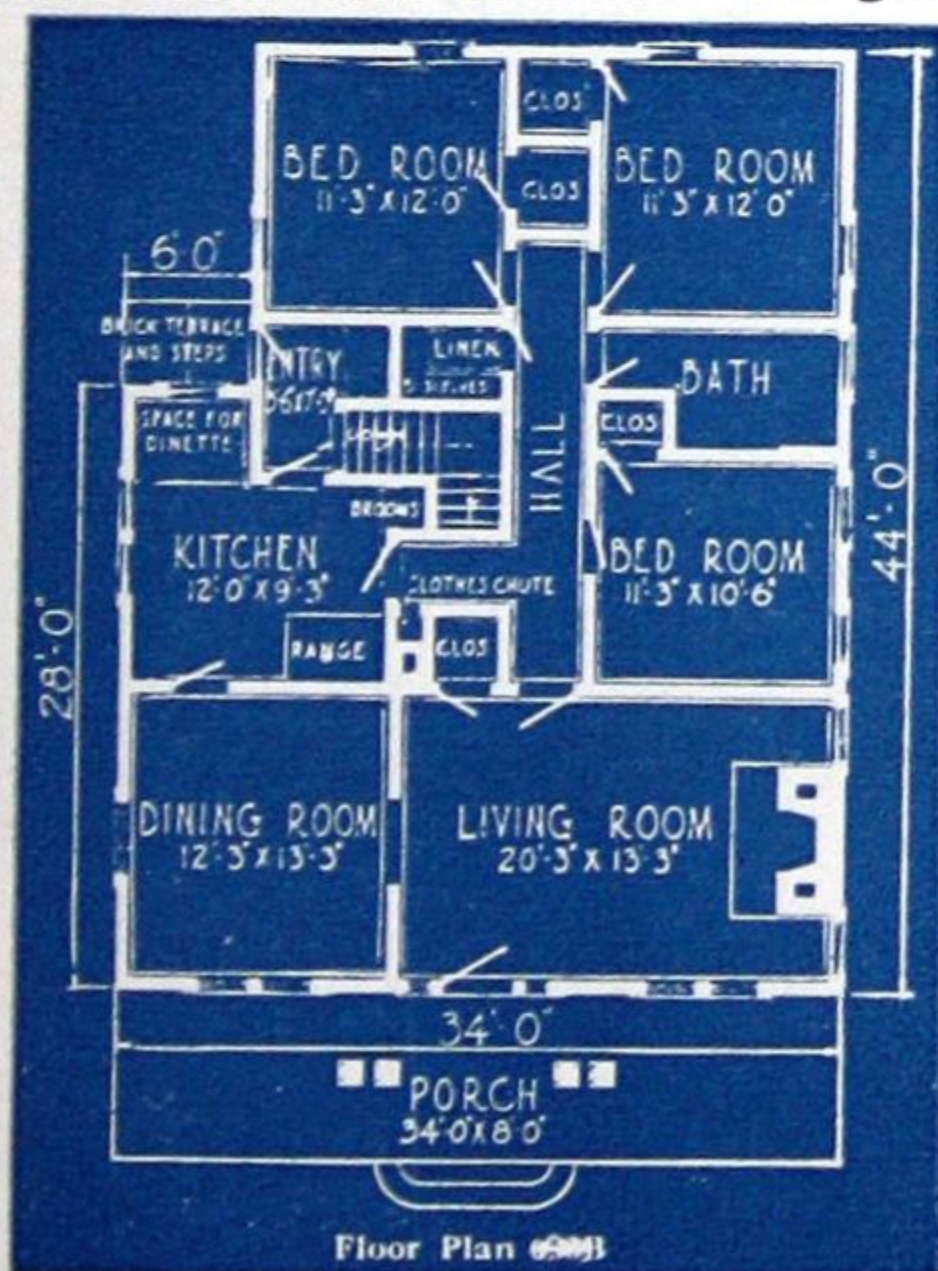 CLOS
BED ROOM
11'-3" X 12'-0"
CLOS
BED ROOM
11'-3" X 12'-0"
6'-0"
BRICK TERRACE
AND STEPS
ENTRY
LINEN
5 SHELVES
BATH
SPACE FOR
DINETTE
CLOS
HALL
BROOMS
KITCHEN
12'-0" X 9'-3"
BED ROOM
11'-3" X 10'-6"
44'-0"
CLOTHES CHUTE
RANGE
CLOS
28'-0"
DINING ROOM
12'-3" X 13'-3"
LIVING ROOM
20'-3" X 13'-3"
34'-0"
PORCH
34'-0" X 8'-0"
Floor Plan